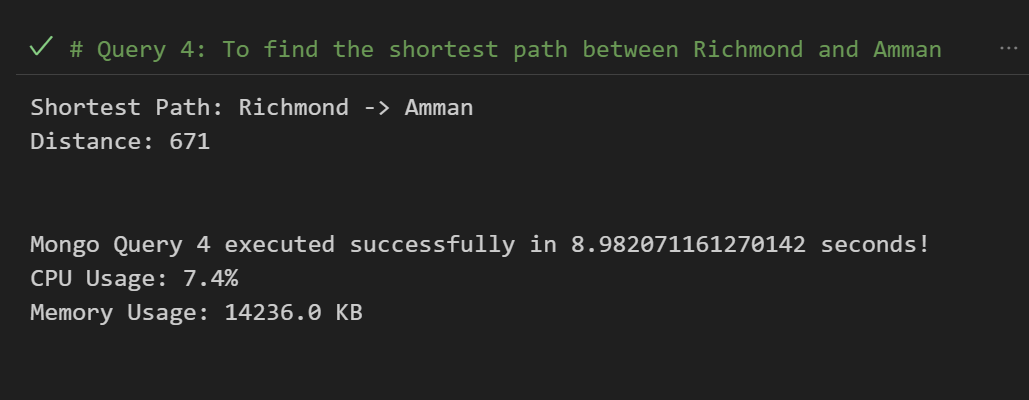 # Query 4: To find the shortest path between Richmond and Amman
Shortest Path: Richmond -> Amman
Distance: 671
Mongo Query 4 executed successfully in 8.982071161270142 seconds!
CPU Usage: 7.4%
Memory Usage: 14236.0 KB